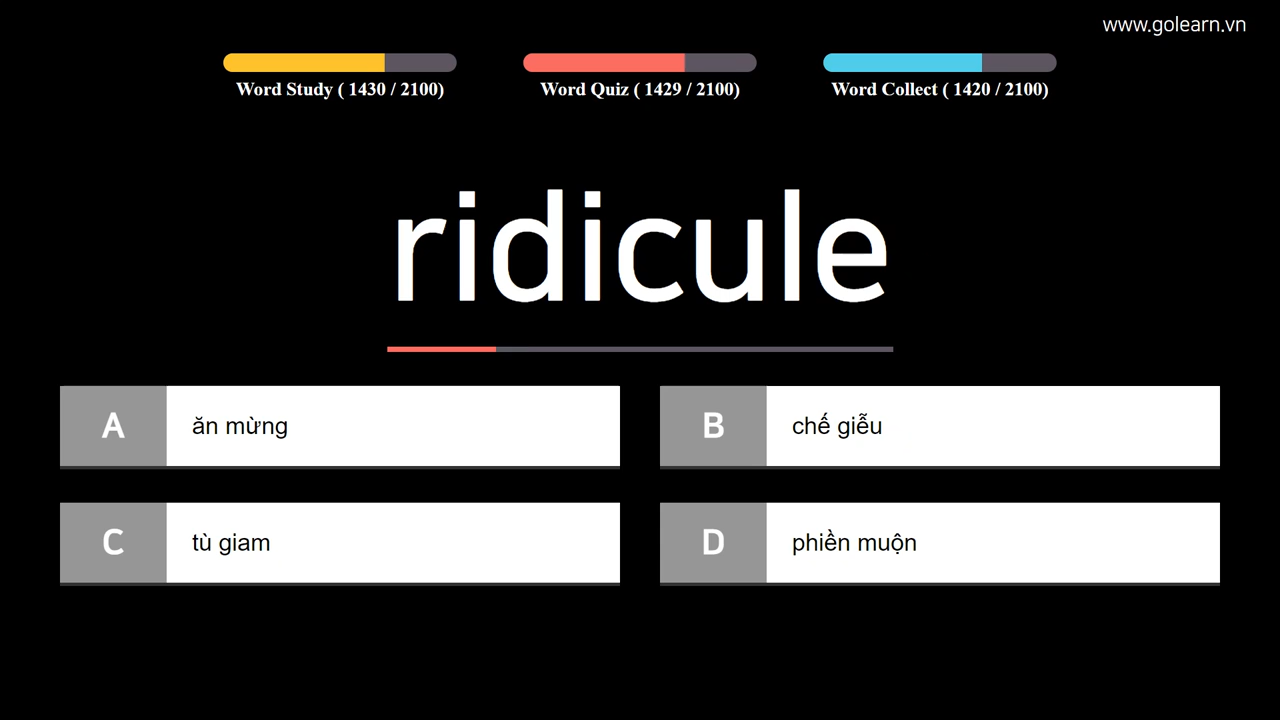 www.golearn.vn
Word Study ( 1430 / 2100)
Word Quiz ( 1429 / 2100)
Word Collect ( 1420 / 2100)
ridicule
A ăn mừng
B chế giễu
C tù giam
D phiền muộn